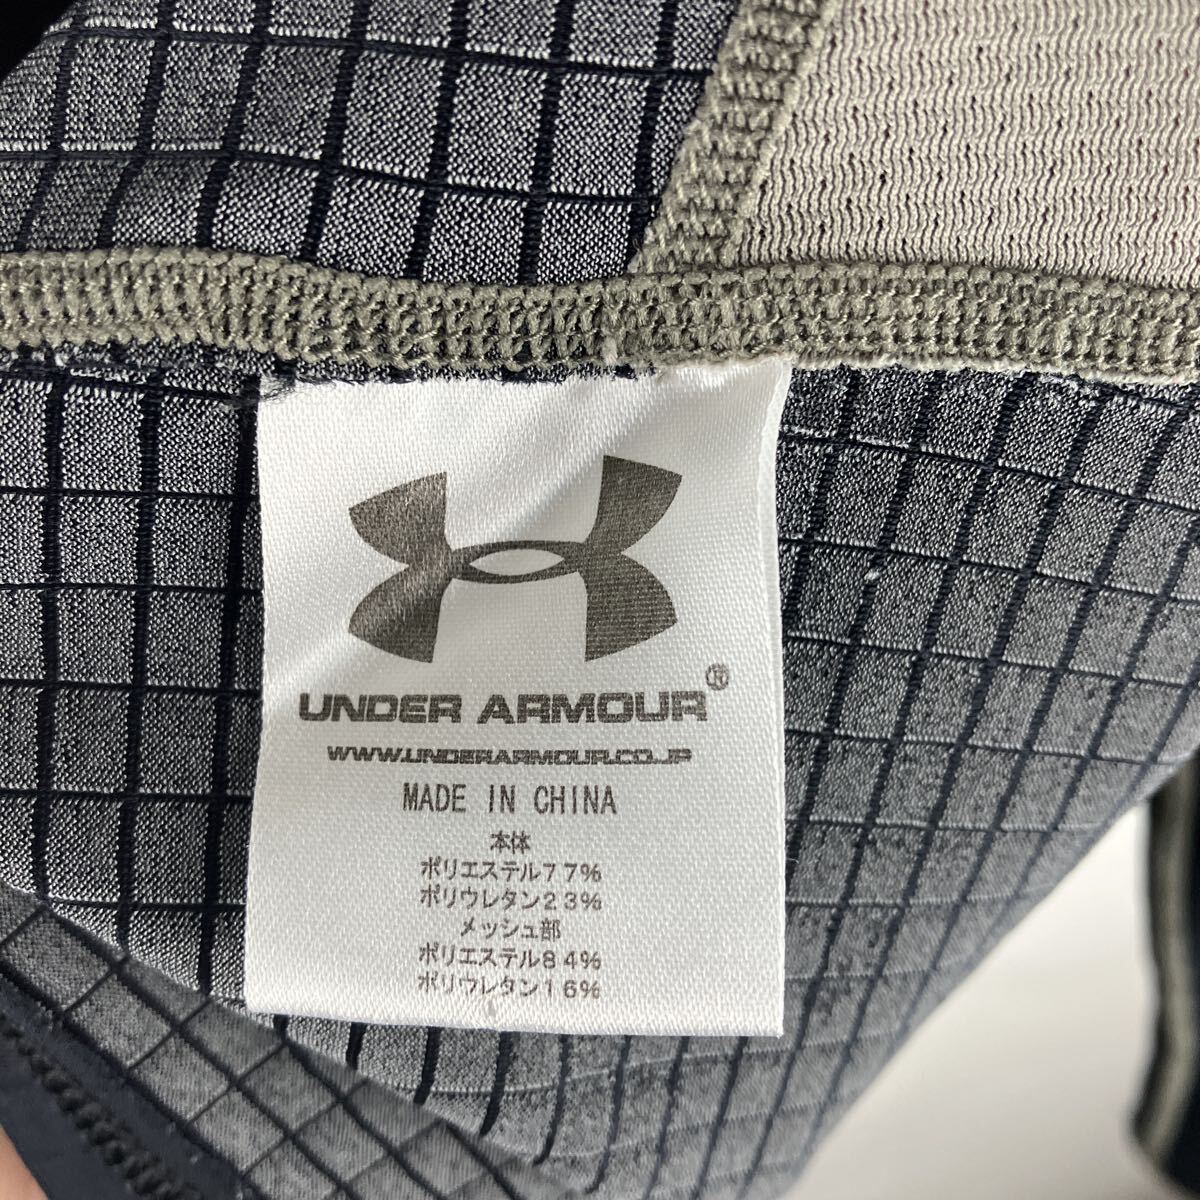 UNDER ARMOUR®
WWW.UNDERARMOUR.CO.JP
MADE IN CHINA
本体
ポリエステル77%
ポリウレタン23%
メッシュ部
ポリエステル84%
ポリウレタン16%